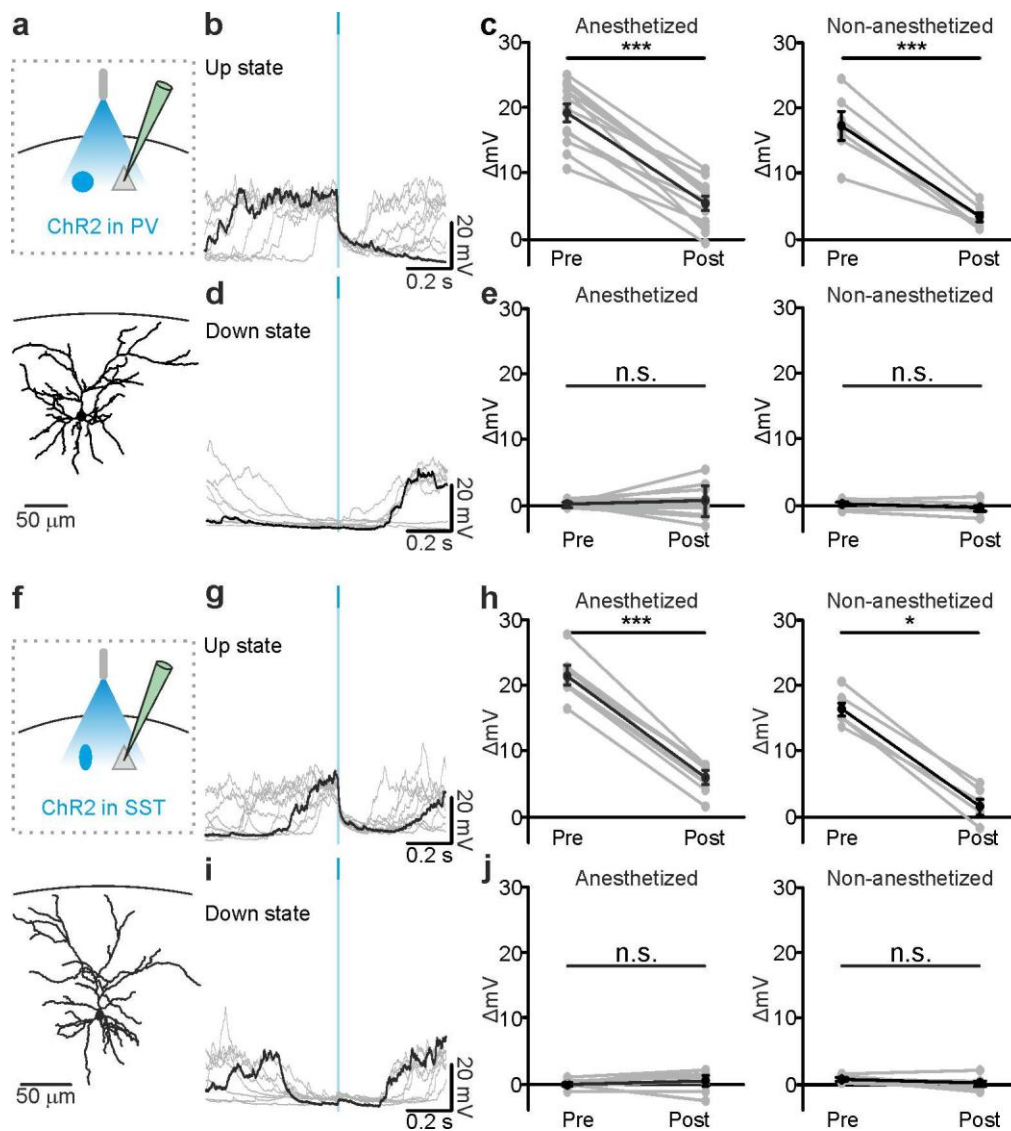 a
ChR2 in PV
50 µm
b
Up state
20 mV
0.2 s
c
Anesthetized
***
ΔmV
30
20
10
0
Pre Post
Non-anesthetized
***
ΔmV
30
20
10
0
Pre Post
d
Down state
20 mV
0.2 s
e
Anesthetized
n.s.
ΔmV
30
20
10
0
Pre Post
Non-anesthetized
n.s.
ΔmV
30
20
10
0
Pre Post
f
ChR2 in SST
50 µm
g
Up state
20 mV
0.2 s
h
Anesthetized
***
ΔmV
30
20
10
0
Pre Post
Non-anesthetized
*
ΔmV
30
20
10
0
Pre Post
i
Down state
20 mV
0.2 s
j
Anesthetized
n.s.
ΔmV
30
20
10
0
Pre Post
Non-anesthetized
n.s.
ΔmV
30
20
10
0
Pre Post